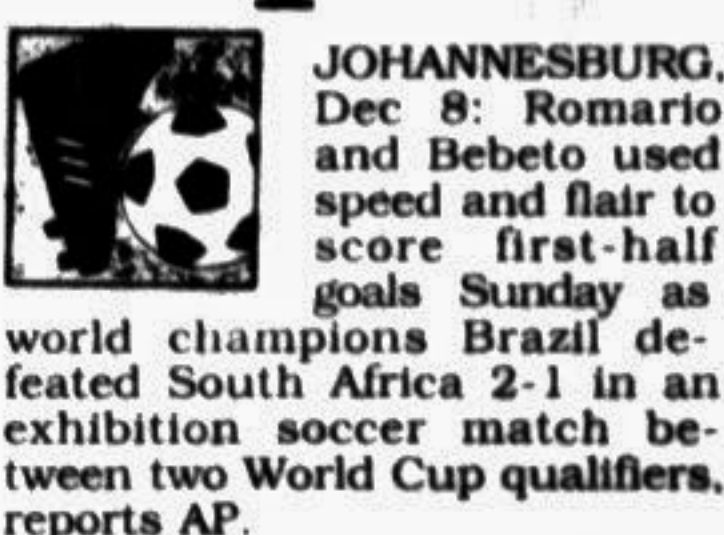 JOHANNESBURG,
Dec 8: Romario
and Bebeto used
speed and flair to
score first-half
goals Sunday as
world champions Brazil de-
feated South Africa 2-1 in an
exhibition soccer match be-
tween two World Cup qualifiers,
reports AP.